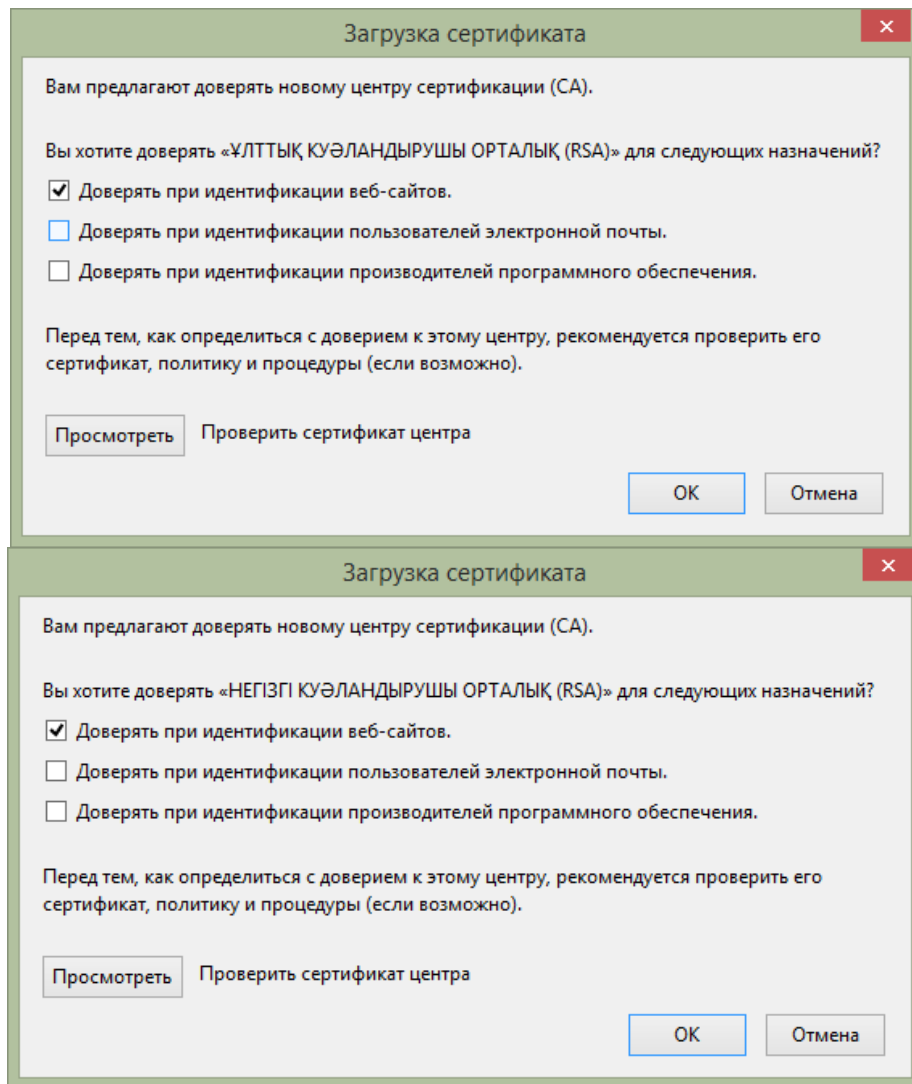 Загрузка сертификата
Вам предлагают доверять новому центру сертификации (CA).
Вы хотите доверять «ҰЛТТЫҚ КУӘЛАНДЫРУШЫ ОРТАЛЫҚ (RSA)» для следующих назначений?
Доверять при идентификации веб-сайтов.
Доверять при идентификации пользователей электронной почты.
Доверять при идентификации производителей программного обеспечения.
Перед тем, как определиться с доверием к этому центру, рекомендуется проверить его
сертификат, политику и процедуры (если возможно).
Просмотреть Проверить сертификат центра
ОК Отмена
Загрузка сертификата
Вам предлагают доверять новому центру сертификации (CA).
Вы хотите доверять «НЕГІЗГІ КУӘЛАНДЫРУШЫ ОРТАЛЫҚ (RSA)» для следующих назначений?
Доверять при идентификации веб-сайтов.
Доверять при идентификации пользователей электронной почты.
Доверять при идентификации производителей программного обеспечения.
Перед тем, как определиться с доверием к этому центру, рекомендуется проверить его
сертификат, политику и процедуры (если возможно).
Просмотреть Проверить сертификат центра
ОК Отмена